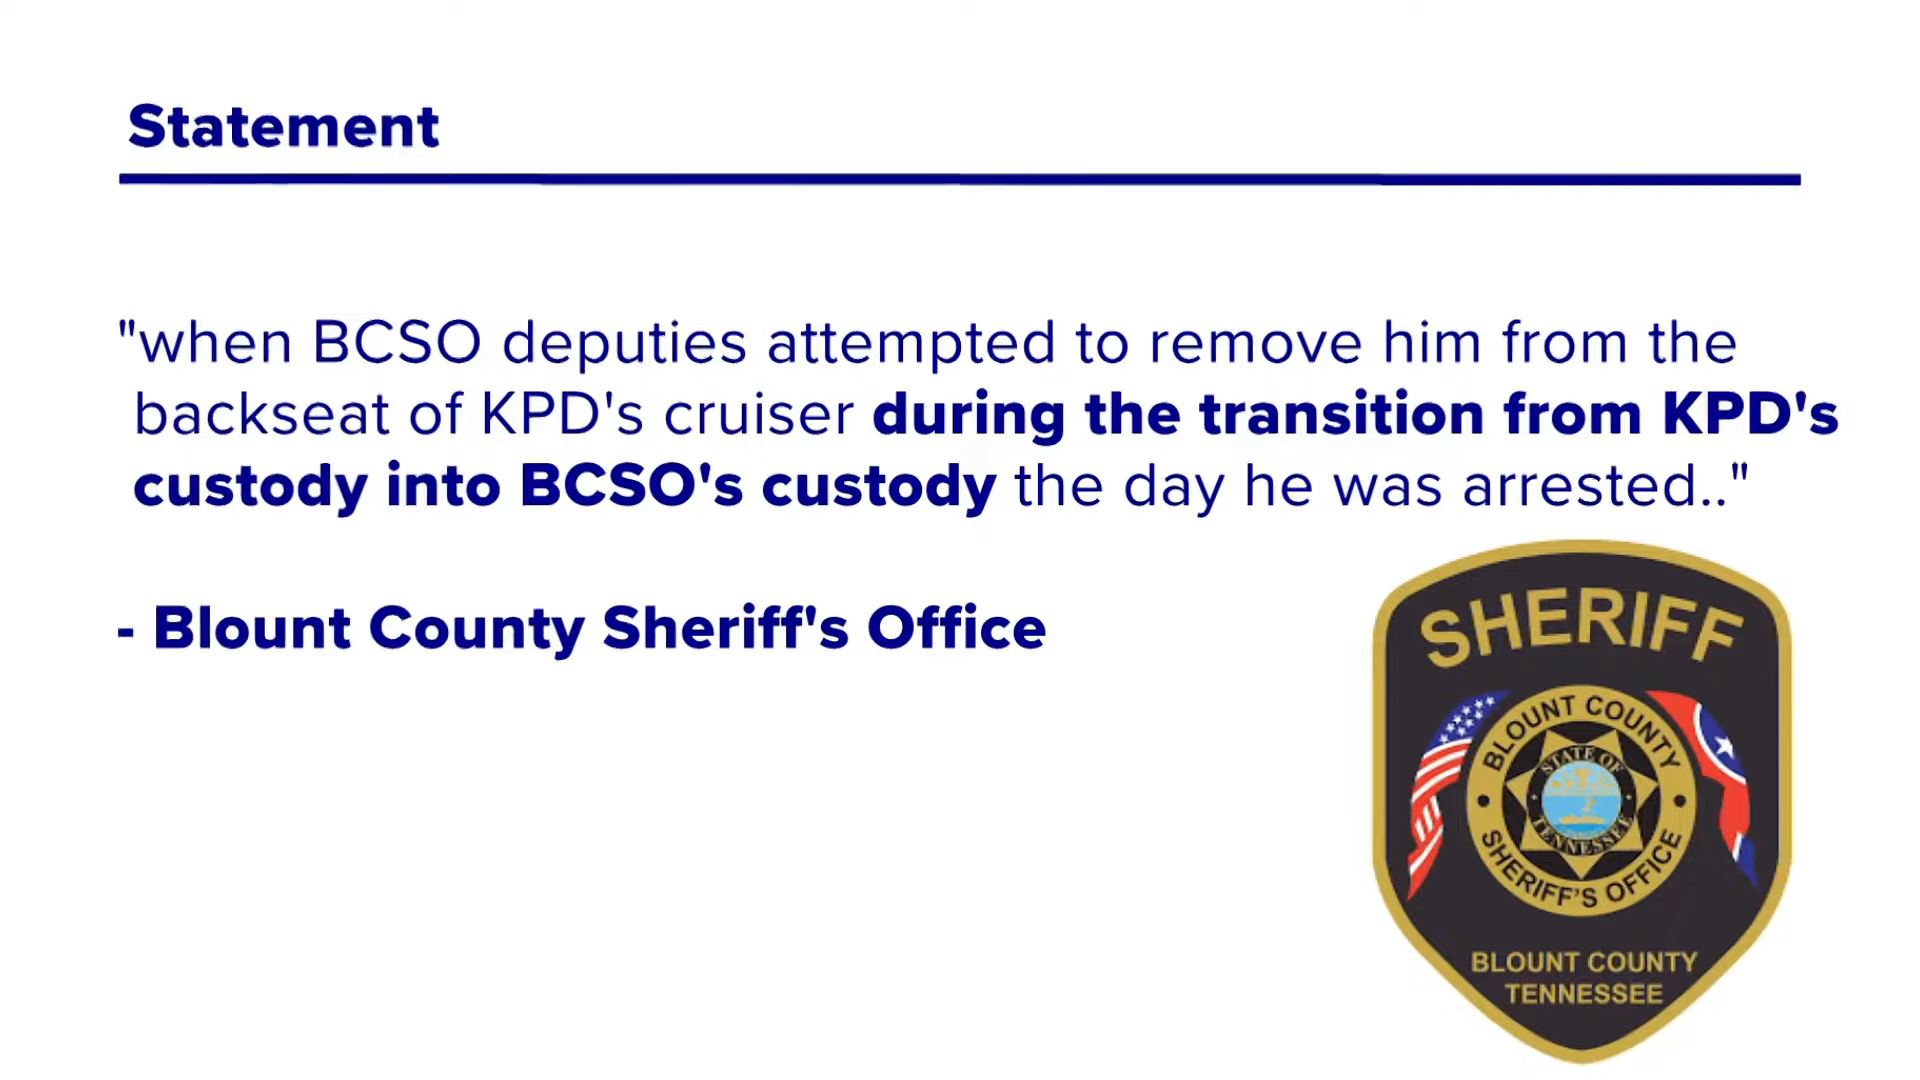 Statement
"when BCSO deputies attempted to remove him from the
backseat of KPD's cruiser during the transition from KPD's
custody into BCSO's custody the day he was arrested.."
- Blount County Sheriff's Office
SHERIFF
BLOUNT COUNTY
STATE OF
TENNESSEE
SHERIFF'S OFFICE
BLOUNT COUNTY
TENNESSEE